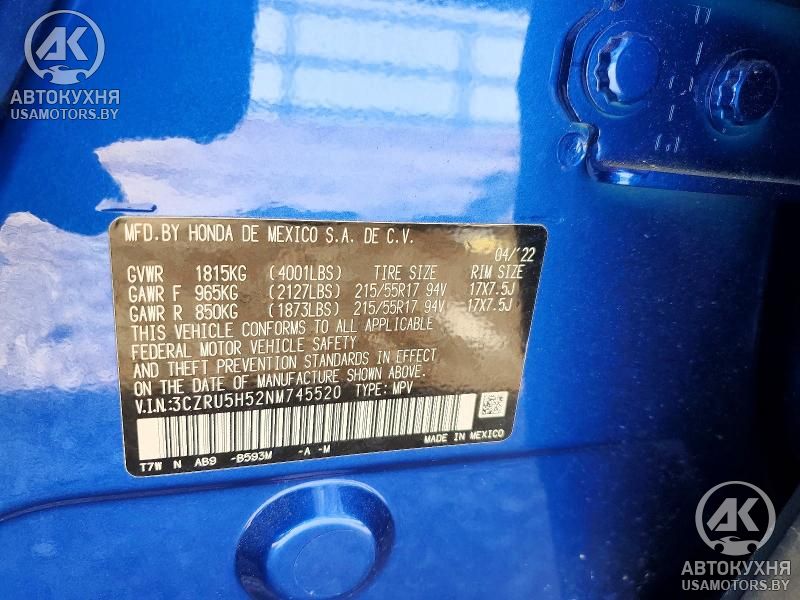 AK
АВТОКУХНЯ
USAMOTORS.BY
MFD.BY HONDA DE MEXICO S.A. DE C.V.
04/'22
GVWR 1815KG (4001LBS) TIRE SIZE RIM SIZE
GAWR F 965KG (2127LBS) 215/55R17 94V 17X7.5J
GAWR R 850KG (1873LBS) 215/55R17 94V 17X7.5J
THIS VEHICLE CONFORMS TO ALL APPLICABLE
FEDERAL MOTOR VEHICLE SAFETY
AND THEFT PREVENTION STANDARDS IN EFFECT
ON THE DATE OF MANUFACTURE SHOWN ABOVE.
V.I.N.:3CZRU5H52NM745520 TYPE: MPV
MADE IN MEXICO
T7W N AB9 -B593M -A -M
AK
АВТОКУХНЯ
USAMOTORS.BY